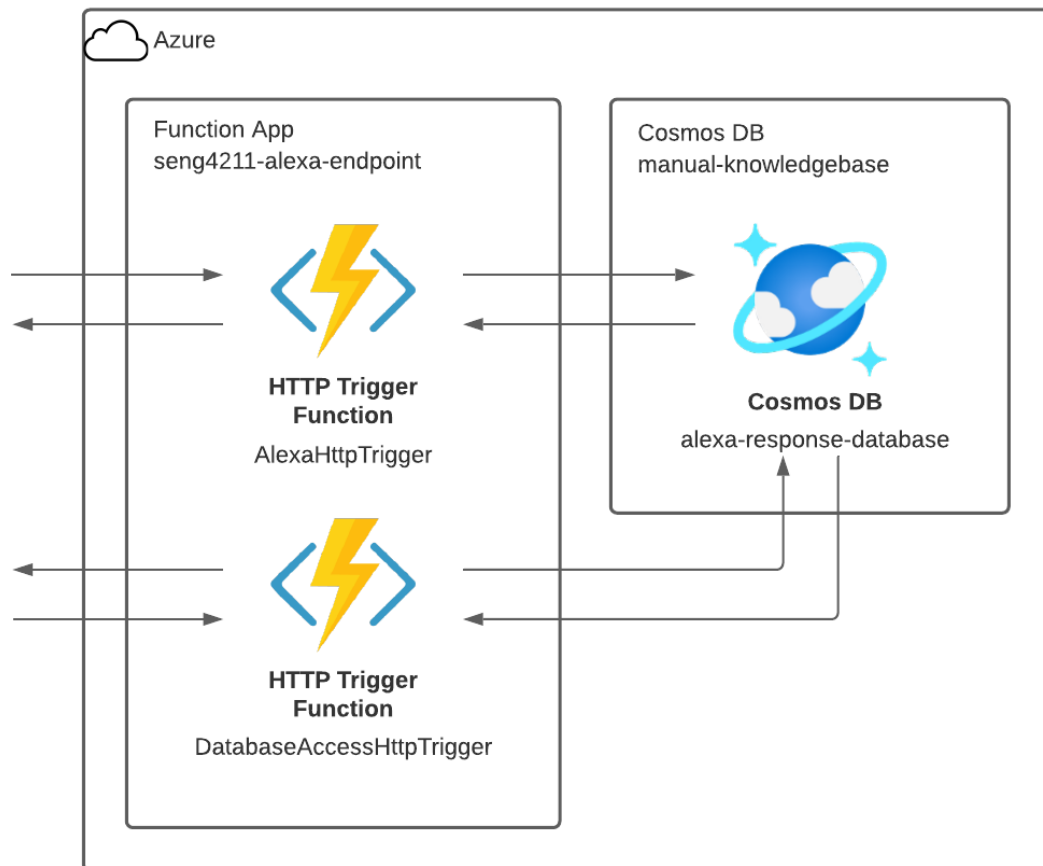 Azure
Function App
seng4211-alexa-endpoint
HTTP Trigger
Function
AlexaHttpTrigger
HTTP Trigger
Function
DatabaseAccessHttpTrigger
Cosmos DB
manual-knowledgebase
Cosmos DB
alexa-response-database